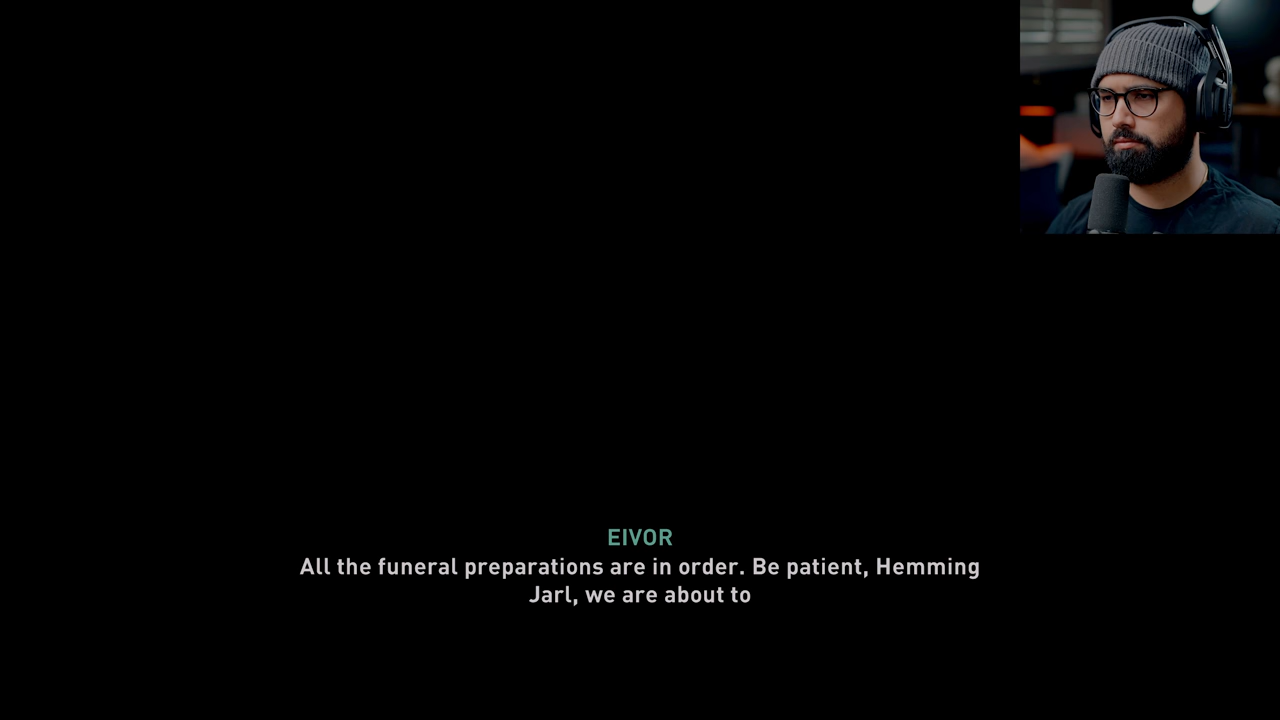 EIVOR
All the funeral preparations are in order. Be patient, Hemming
Jarl, we are about to